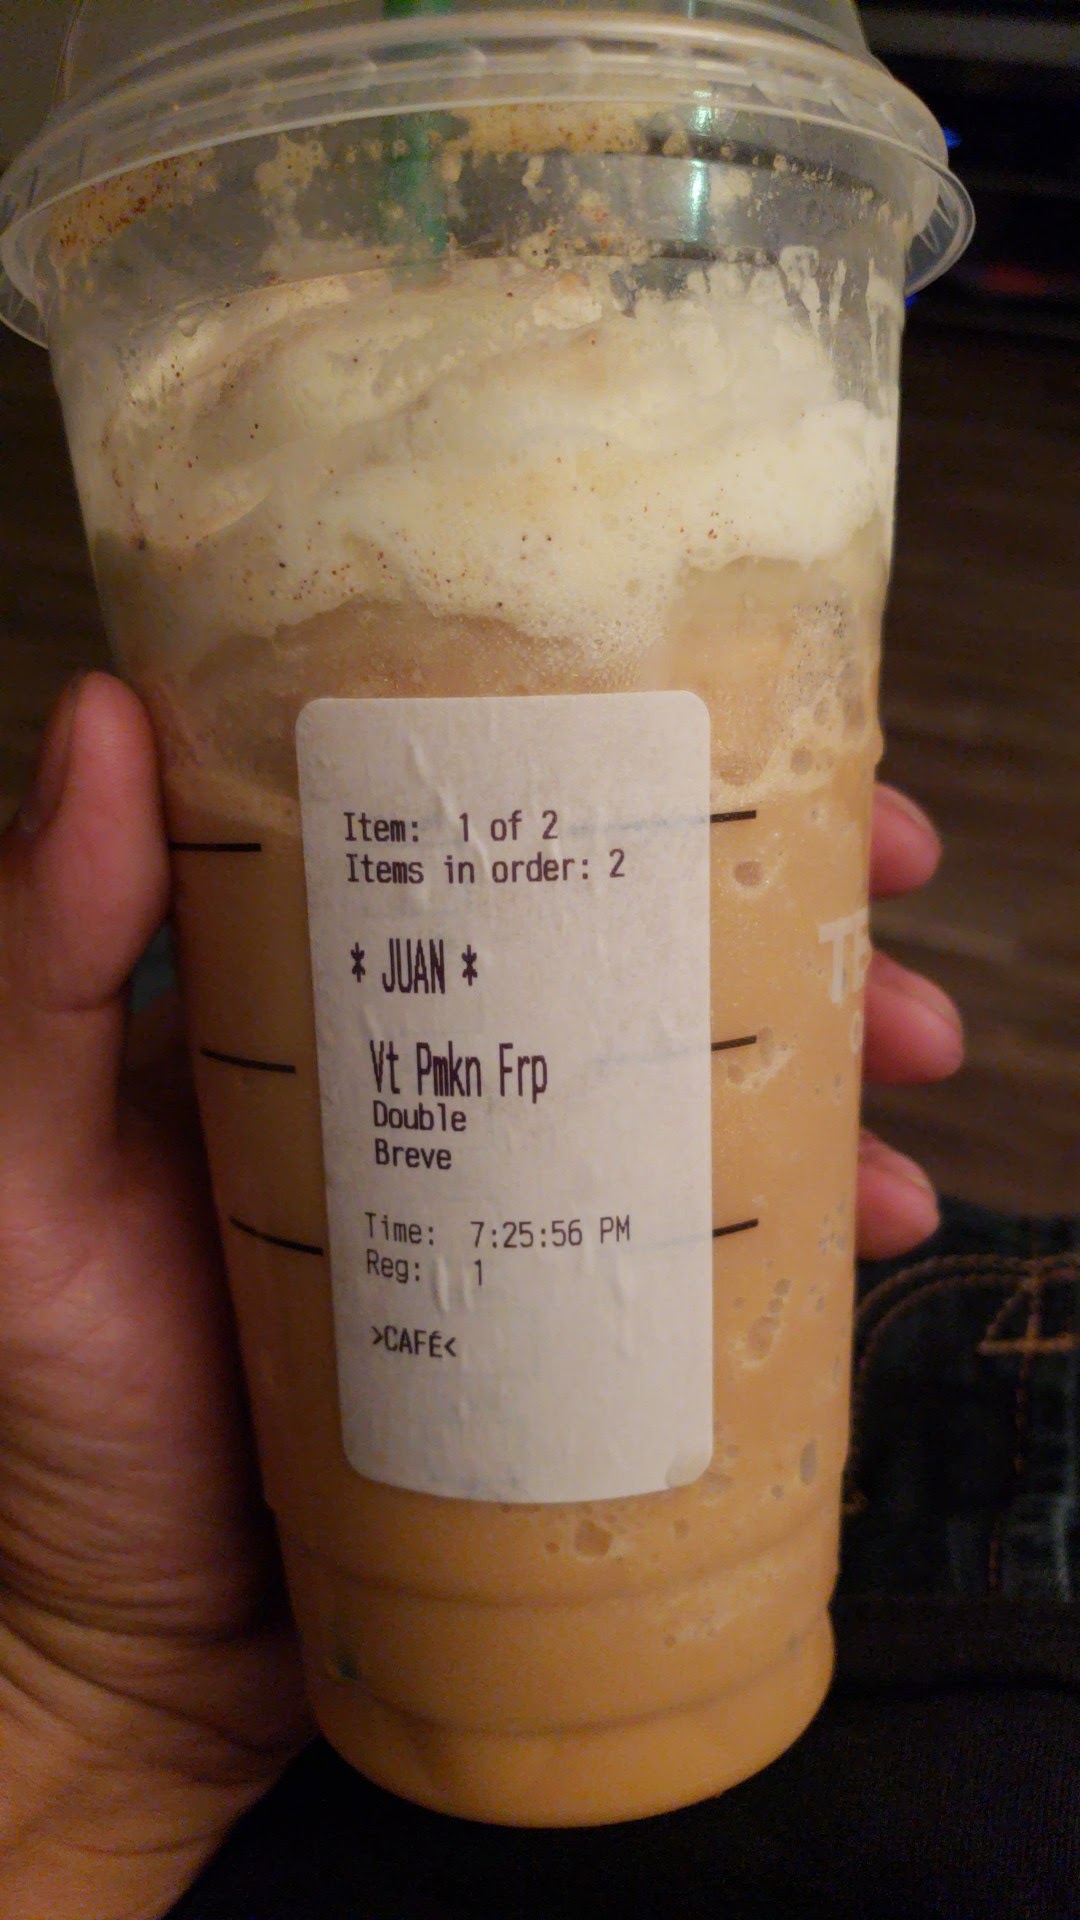 Item: 1 of 2
Items in order: 2
* JUAN *
Vt Pmkn Frp
Double
Breve
Time: 7:25:56 PM
Reg: 1
>CAFÉ<